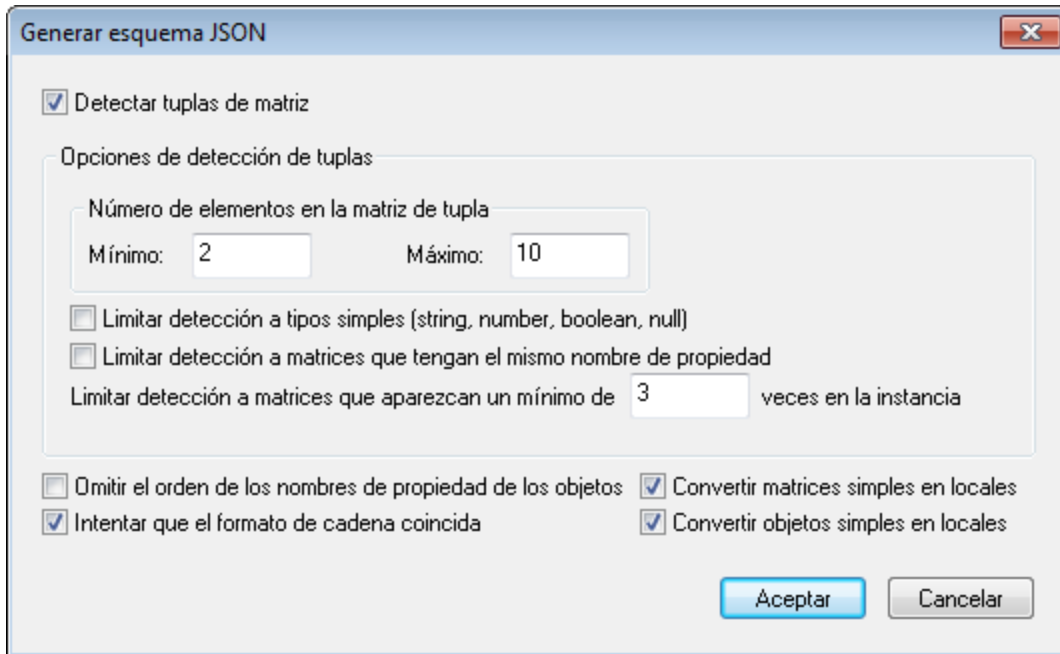 Generar esquema JSON
Detectar tuplas de matriz
Opciones de detección de tuplas
Número de elementos en la matriz de tupla
Mínimo: 2 Máximo: 10
Limitar detección a tipos simples (string, number, boolean, null)
Limitar detección a matrices que tengan el mismo nombre de propiedad
Limitar detección a matrices que aparezcan un mínimo de 3 veces en la instancia
Omitir el orden de los nombres de propiedad de los objetos Convertir matrices simples en locales
Intentar que el formato de cadena coincida Convertir objetos simples en locales
Aceptar Cancelar